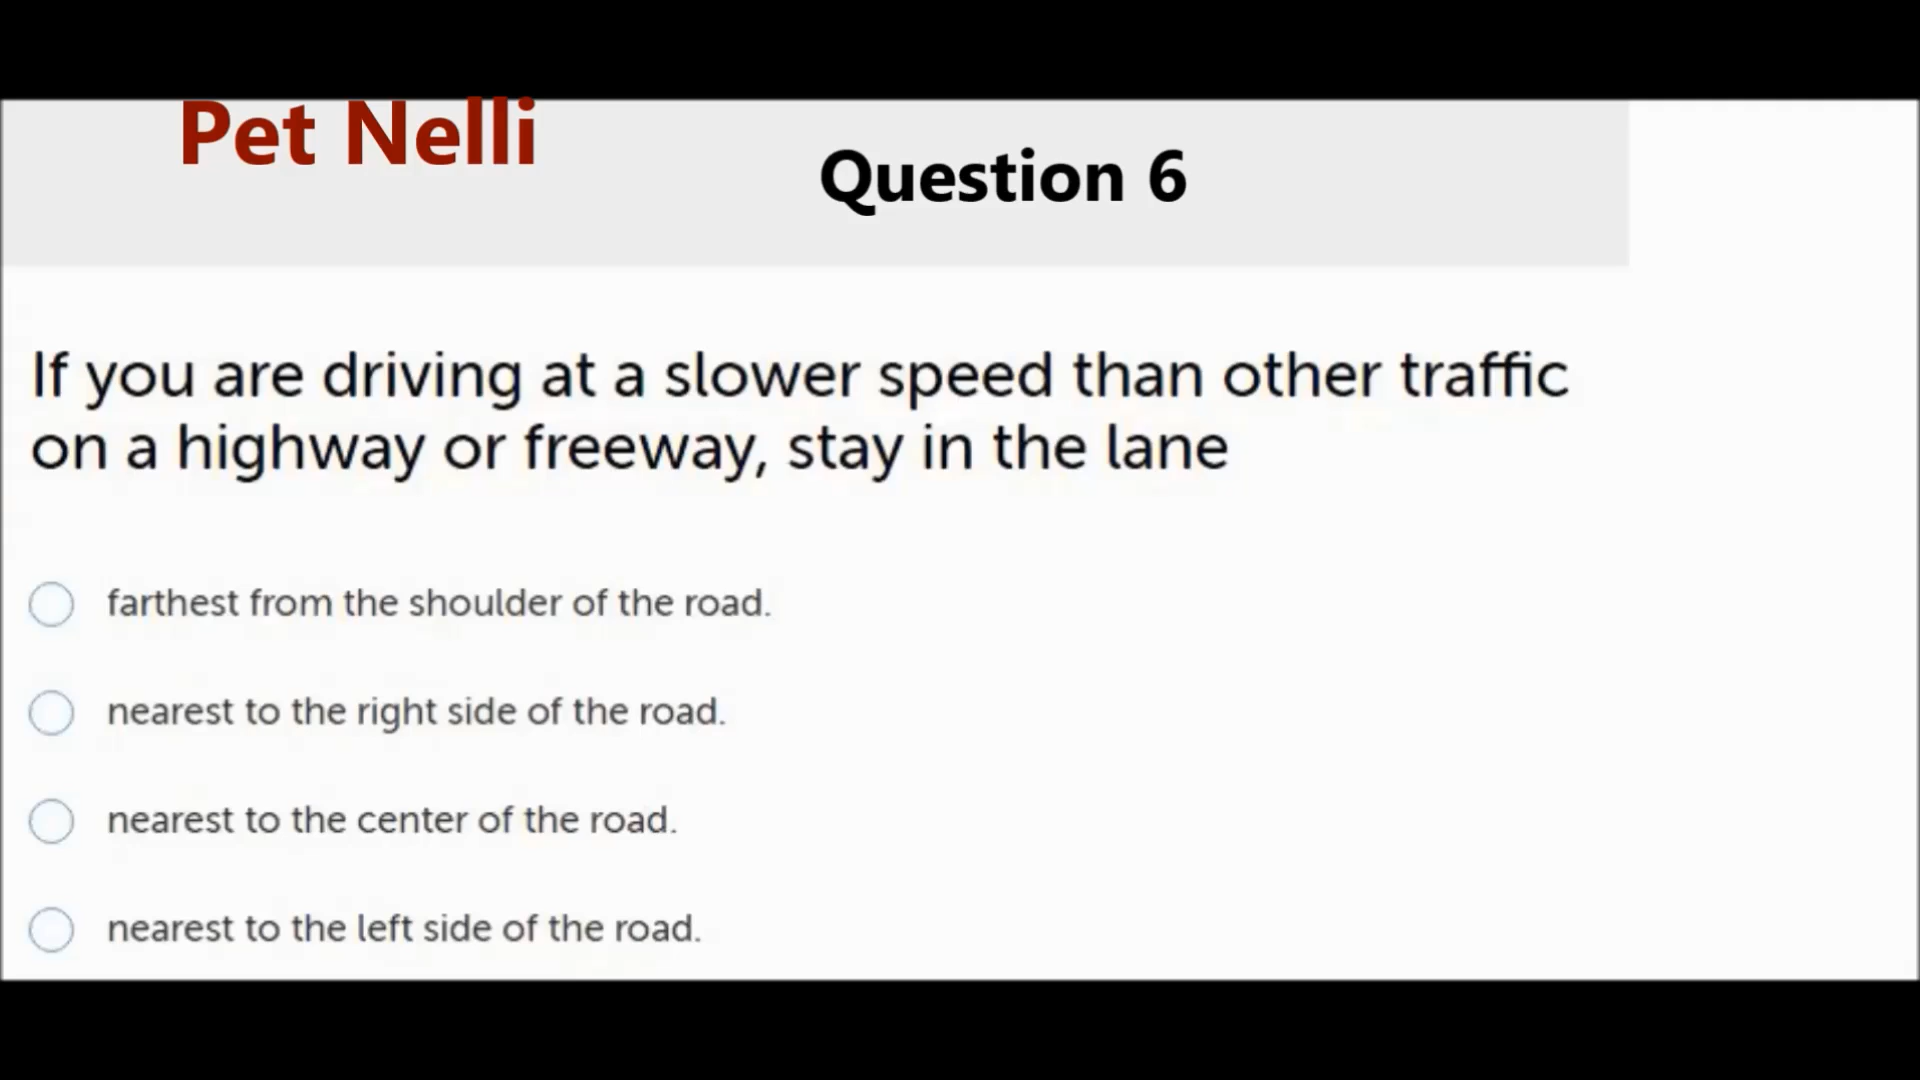 Pet Nelli
Question 6
If you are driving at a slower speed than other traffic
on a highway or freeway, stay in the lane
farthest from the shoulder of the road.
nearest to the right side of the road.
nearest to the center of the road.
nearest to the left side of the road.